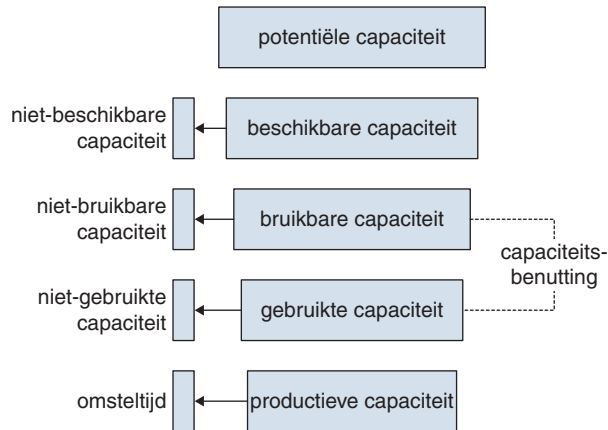 potentiële capaciteit
niet-beschikbare
capaciteit
beschikbare capaciteit
niet-bruikbare
capaciteit
bruikbare capaciteit
capaciteits-
benutting
niet-gebruikte
capaciteit
gebruikte capaciteit
omsteltijd
productieve capaciteit